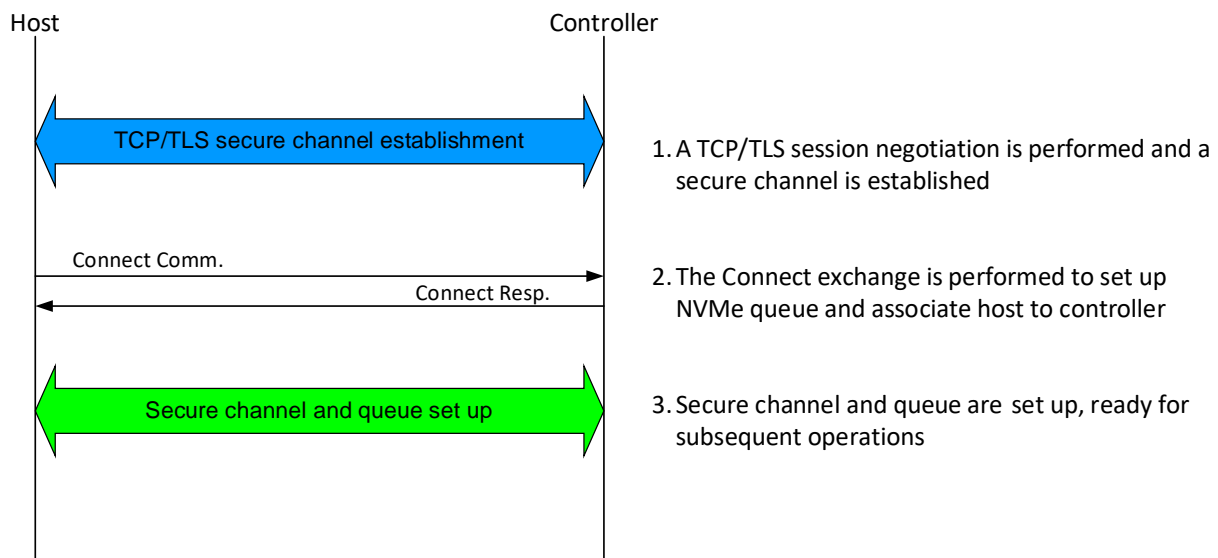 Host
Controller
TCP/TLS secure channel establishment
1. A TCP/TLS session negotiation is performed and a
secure channel is established
Connect Comm.
Connect Resp.
2. The Connect exchange is performed to set up
NVMe queue and associate host to controller
Secure channel and queue set up
3. Secure channel and queue are set up, ready for
subsequent operations